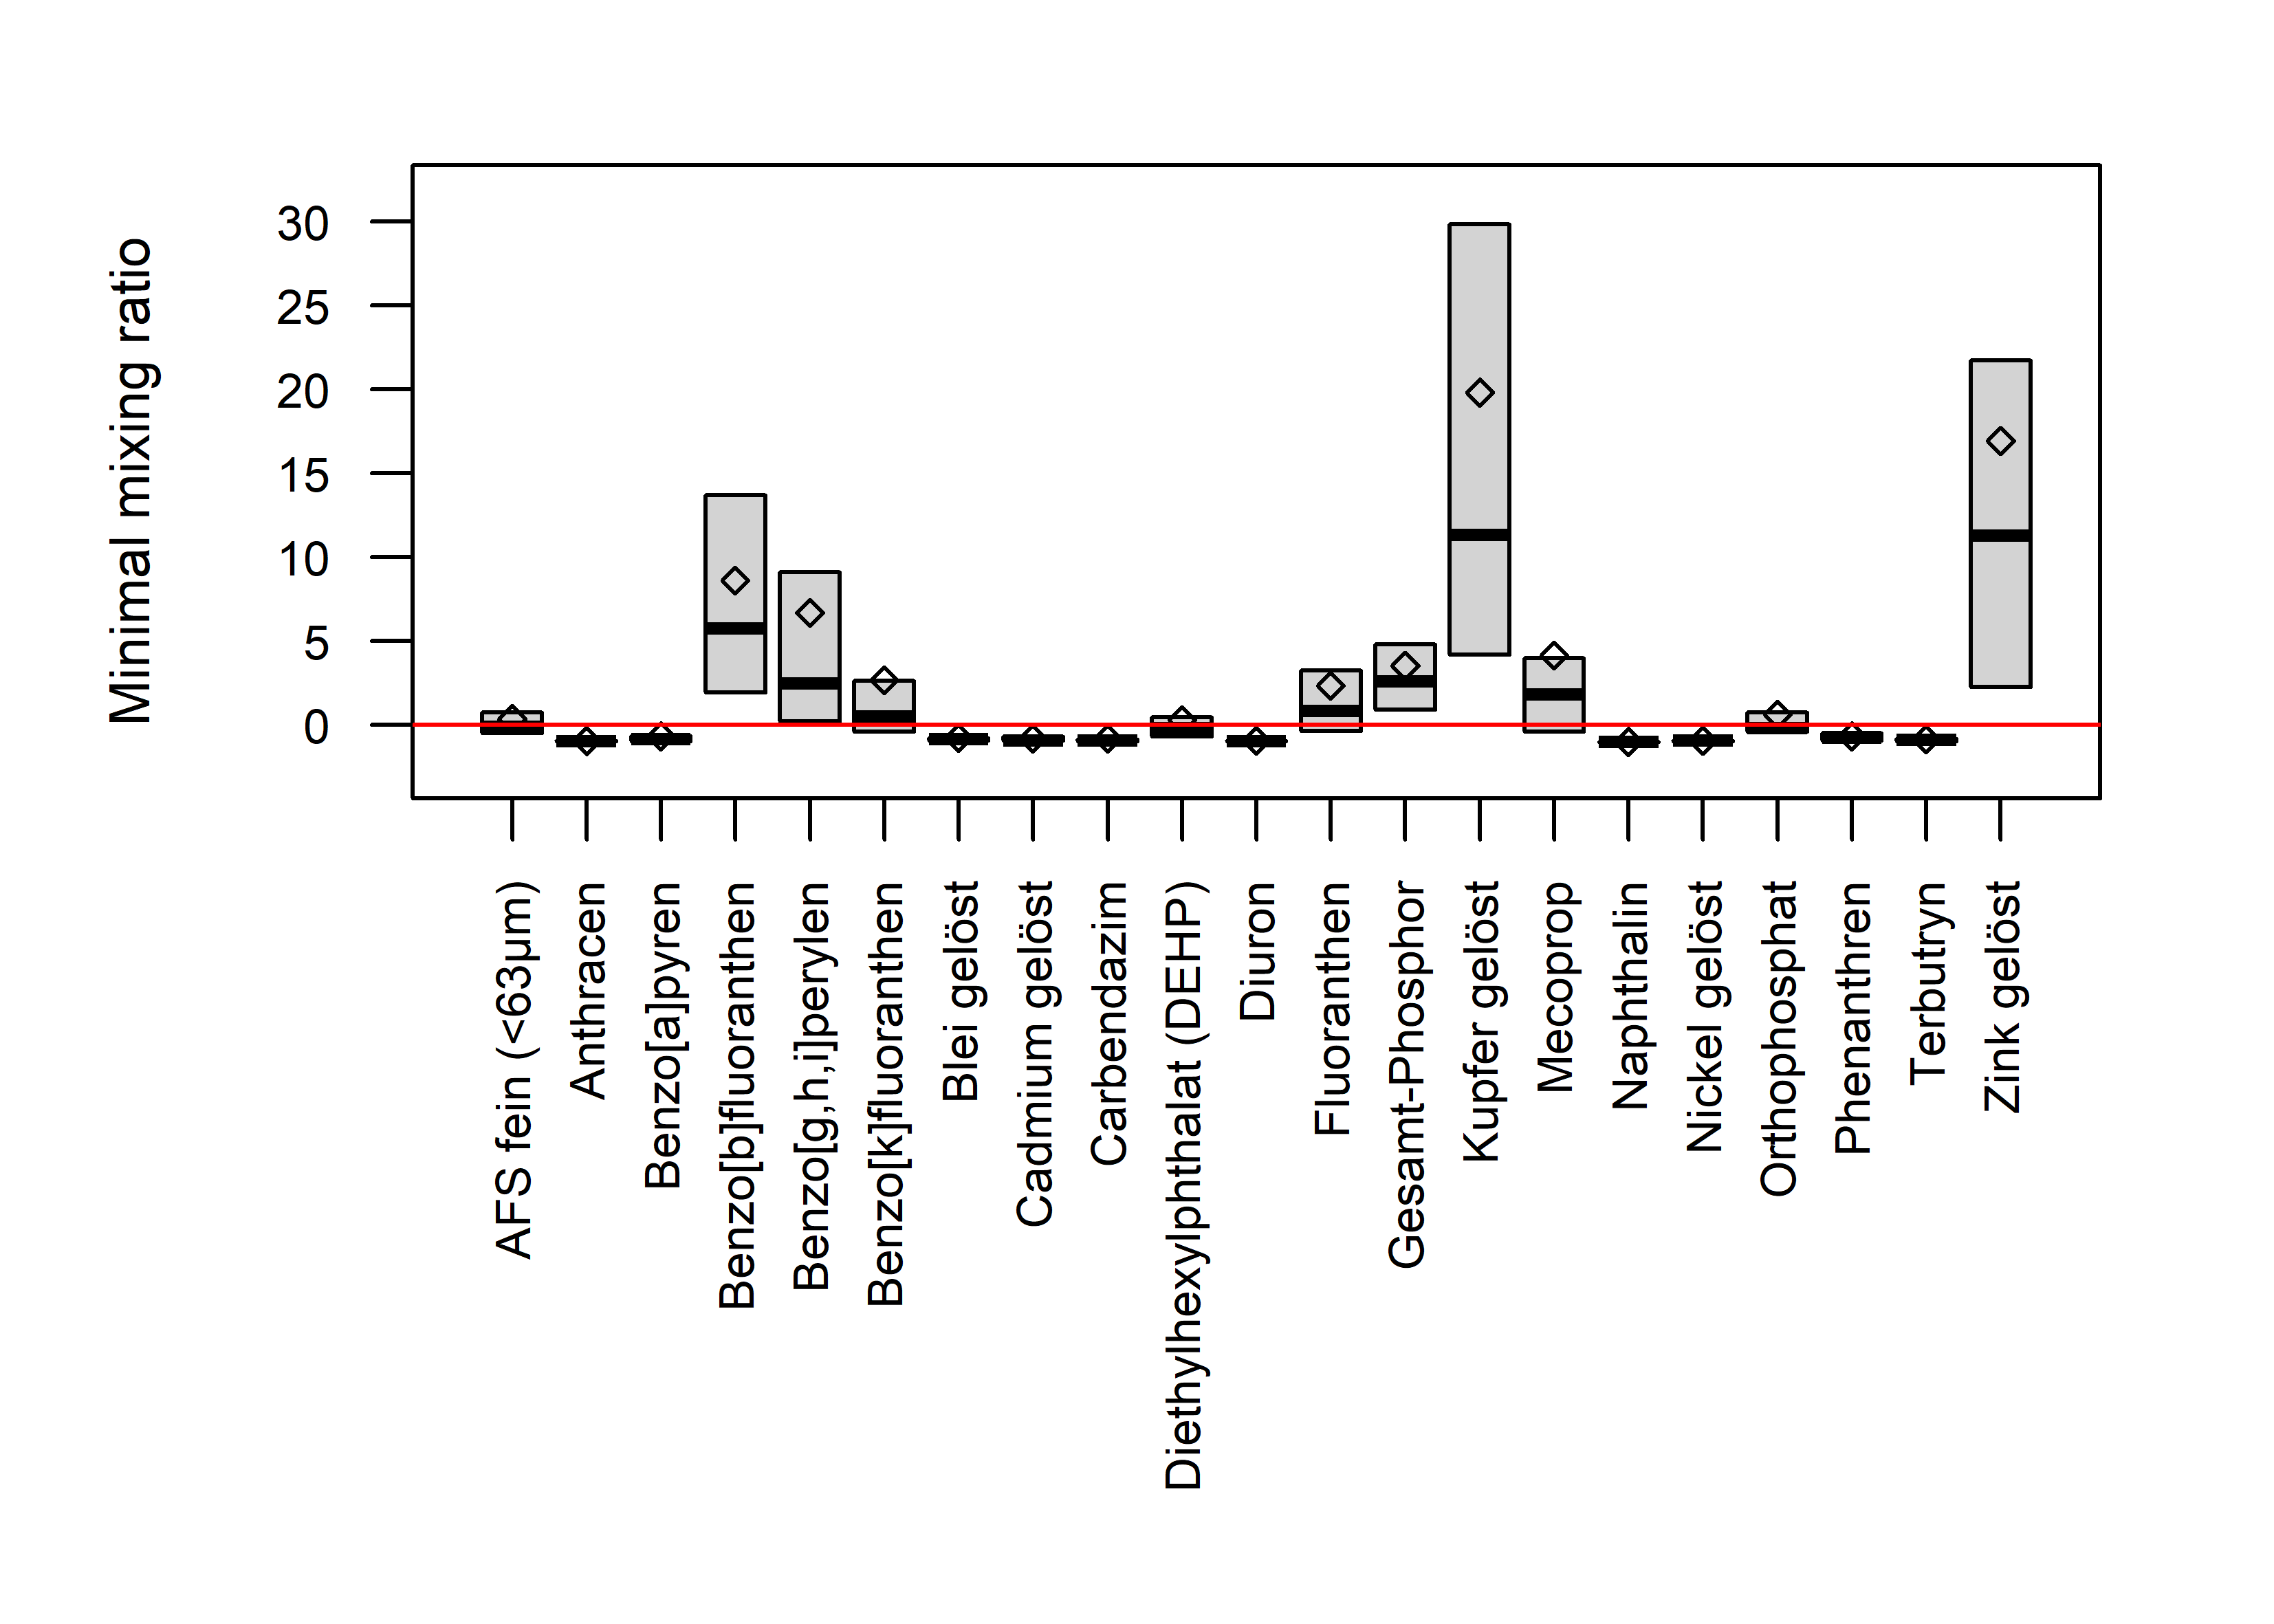 Minimal mixing ratio
30
25
20
15
10
5
0
AFS fein (<63µm)
Anthracen
Benzo[a]pyren
Benzo[b]fluoranthen
Benzo[g,h,i]perylen
Benzo[k]fluoranthen
Blei gelöst
Cadmium gelöst
Carbendazim
Diethylhexylphthalat (DEHP)
Diuron
Fluoranthen
Gesamt-Phosphor
Kupfer gelöst
Mecoprop
Naphthalin
Nickel gelöst
Orthophosphat
Phenanthren
Terbutryn
Zink gelöst